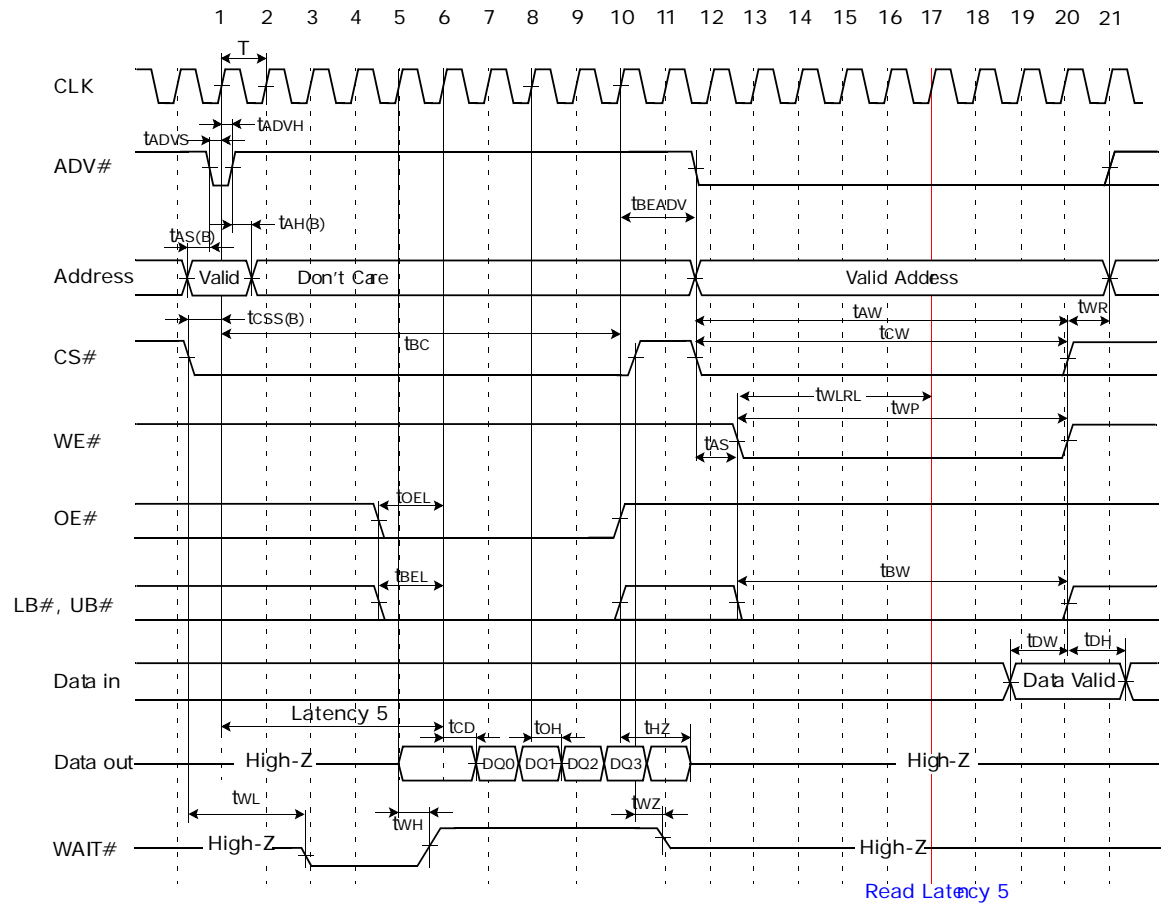 1 2 3 4 5 6 7 8 9 10 11 12 13 14 15 16 17 18 19 20 21
T
CLK
tADVH
tADVS
ADV#
tBEADV
tAH(B)
tAS(B)
Address Valid Don't Care Valid Address
tCSS(B) tAW tWR
tBC tCW
CS#
tWLRL
tWP
WE# tAS
tOEL
OE#
tBEL tBW
LB#, UB#
tDW tDH
Data in Data Valid
Latency 5
tCD tOH tHZ
Data out High-Z DQ0 DQ1 DQ2 DQ3 High-Z
tWL tWH tWZ
WAIT# High-Z High-Z
Read Latency 5